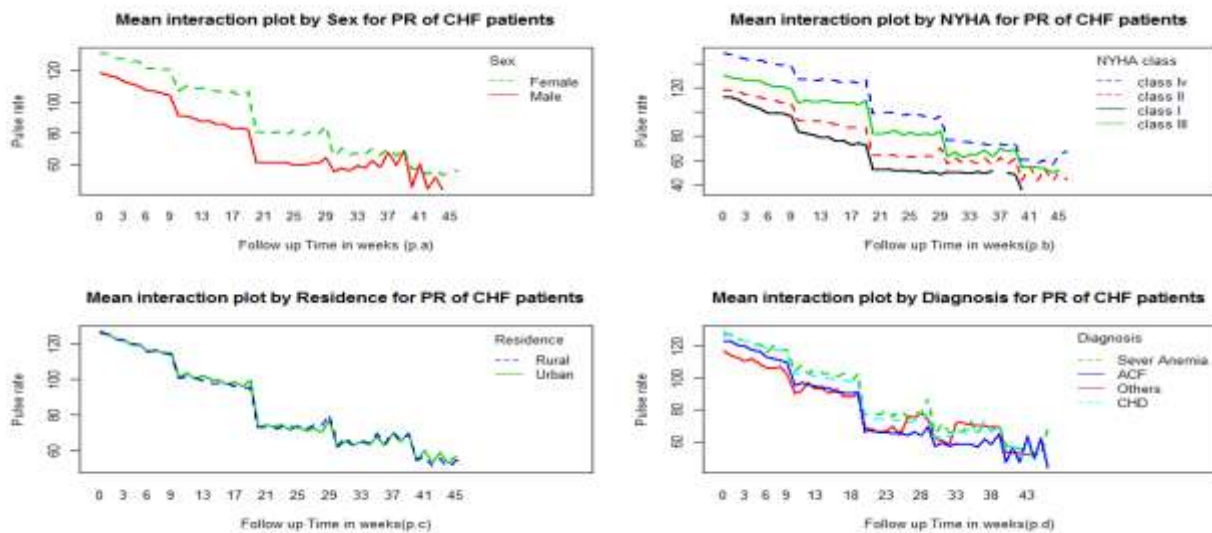 Mean interaction plot by Sex for PR of CHF patients
Pulse rate
120
100
80
60
Sex
Female
Male
0 3 6 9 13 17 21 25 29 33 37 41 45
Follow up Time in weeks (p.a)
Mean interaction plot by NYHA for PR of CHF patients
Pulse rate
120
80
60
40
NYHA class
class Iv
class II
class I
class III
0 3 6 9 13 17 21 25 29 33 37 41 45
Follow up Time in weeks(p.b)
Mean interaction plot by Residence for PR of CHF patients
Pulse rate
120
100
80
60
Residence
Rural
Urban
0 3 6 9 13 17 21 25 29 33 37 41 45
Follow up Time in weeks(p.c)
Mean interaction plot by Diagnosis for PR of CHF patients
Pulse rate
120
100
80
60
Diagnosis
Sever Anemia
ACF
Others
CHD
0 3 6 9 13 18 23 28 33 38 43
Follow up Time in weeks(p.d)